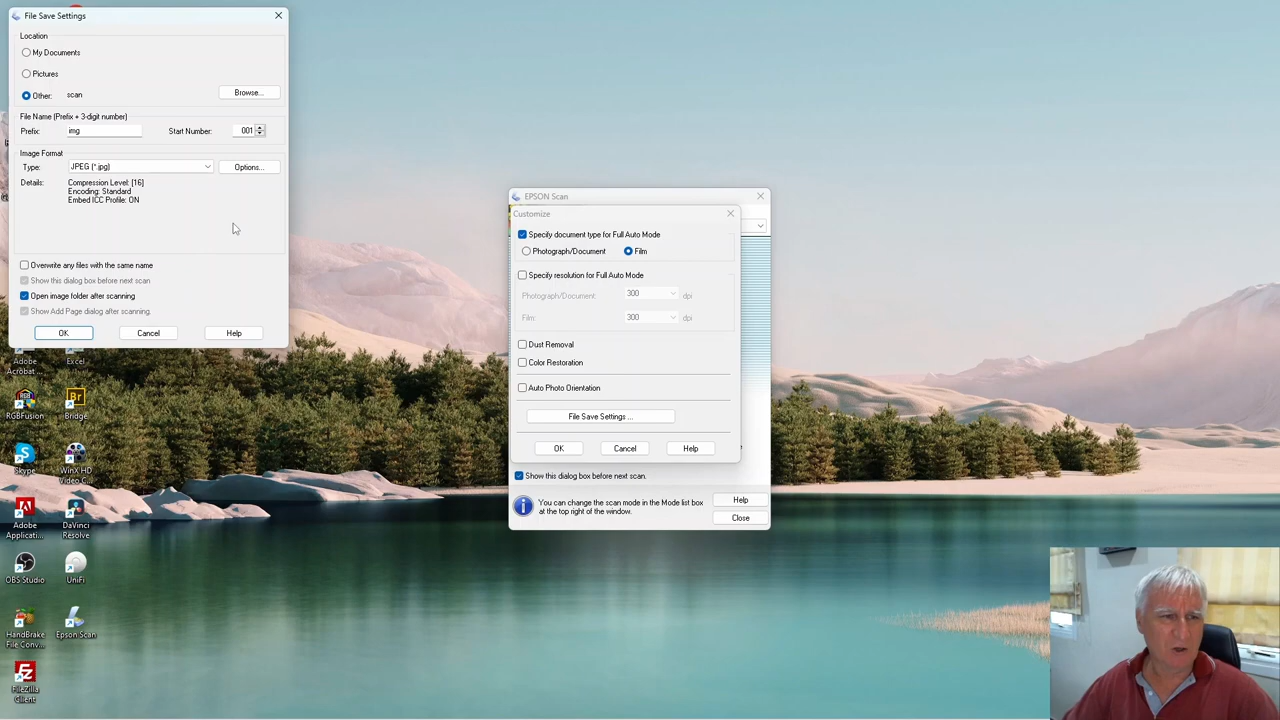 File Save Settings
Location
My Documents
Pictures
Other: scan Browse...
File Name (Prefix + 3-digit number)
Prefix: img Start Number: 001
Image Format
Type: JPEG (*.jpg) Options...
Details: Compression Level: [16]
Encoding: Standard
Embed ICC Profile: ON
any files with the same name
Show this dialog box before next scan
Open image folder after scanning.
Show Add Page dialog after scanning.
OK Cancel Help
EPSON Scan
Customize
Specify document type for Full Auto Mode
Photograph/Document Film
Specify resolution for Full Auto Mode
Photograph/Document: 300 dpi
Film: 300 dpi
Dust Removal
Color Restoration
Auto Photo Orientation
File Save Settings ...
OK Cancel Help
Show this dialog box before next scan.
You can change the scan mode in the Mode list box
at the top right of the window.
Help
Close
Adobe
Acrobat ...
Excel
RGBFusion
Bridge
Skype
WinX HD
Video C...
Adobe
Applicati...
DaVinci
Resolve
OBS Studio
UniFi
HandBrake
File Conv...
Epson Scan
FileZilla
Client